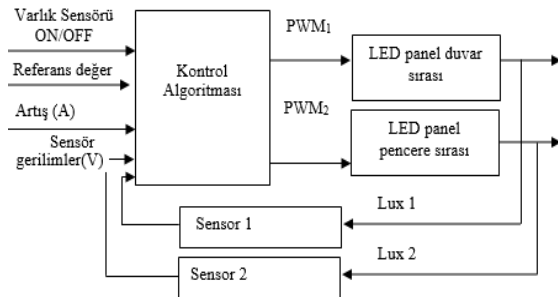 Varlık Sensörü
ON/OFF
Referans değer
Artış (A)
Sensör
gerilimler(V)
Kontrol
Algoritması
PWM1
PWM2
LED panel duvar
sırası
LED panel
pencere sırası
Lux 1
Sensor 1
Lux 2
Sensor 2